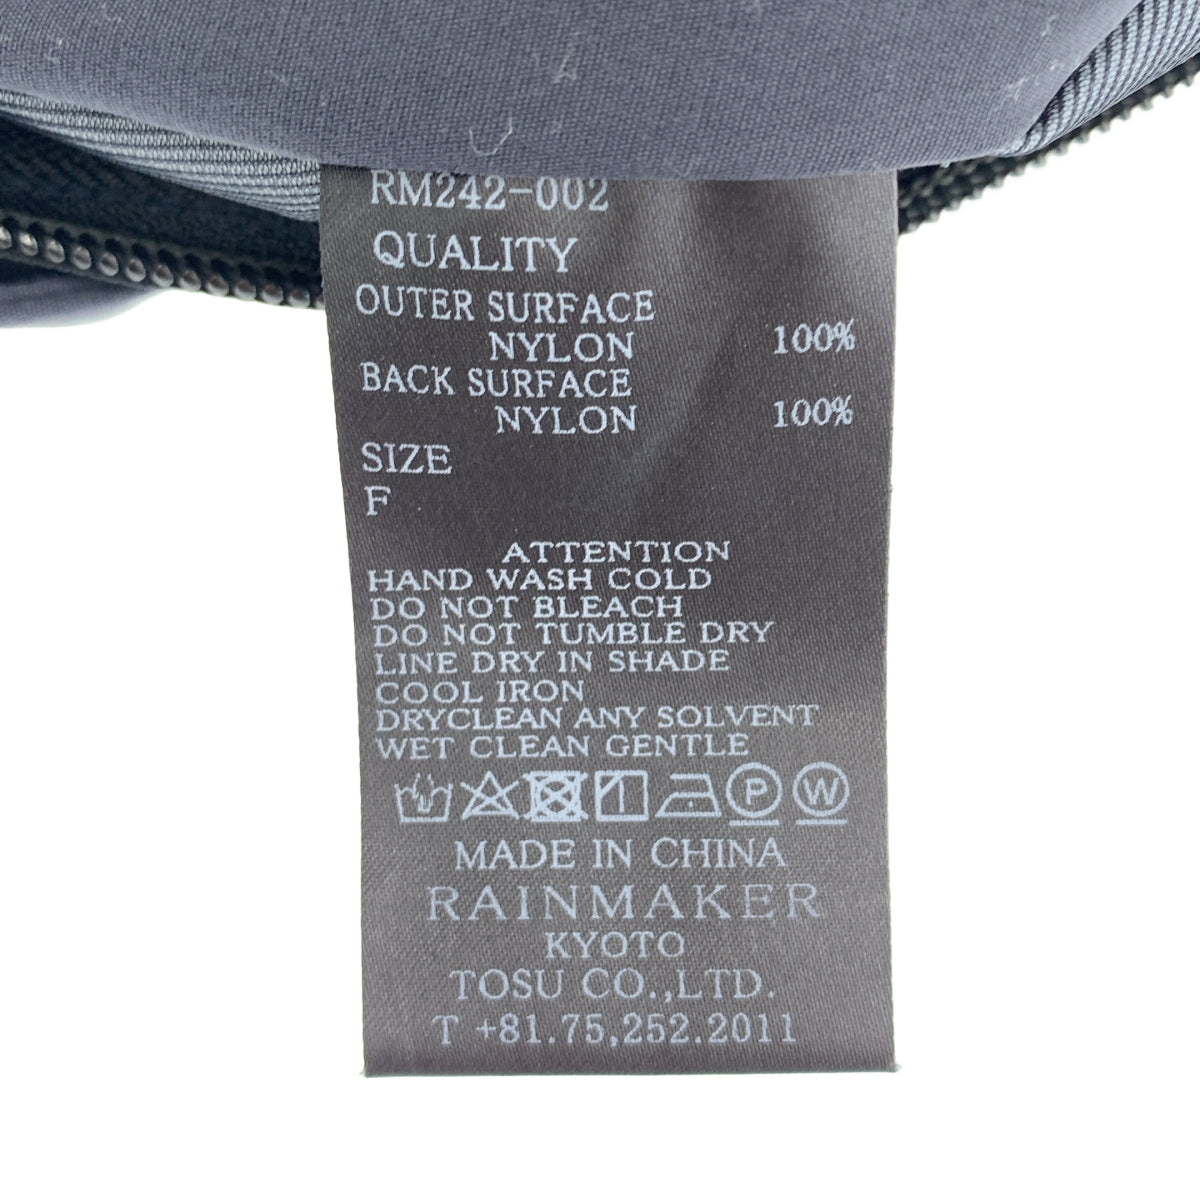 RM242-002
QUALITY
OUTER SURFACE
NYLON 100%
BACK SURFACE
NYLON 100%
SIZE
F
ATTENTION
HAND WASH COLD
DO NOT BLEACH
DO NOT TUMBLE DRY
LINE DRY IN SHADE
COOL IRON
DRYCLEAN ANY SOLVENT
WET CLEAN GENTLE
P W
MADE IN CHINA
RAINMAKER
KYOTO
TOSU CO.,LTD.
T +81.75,252.2011